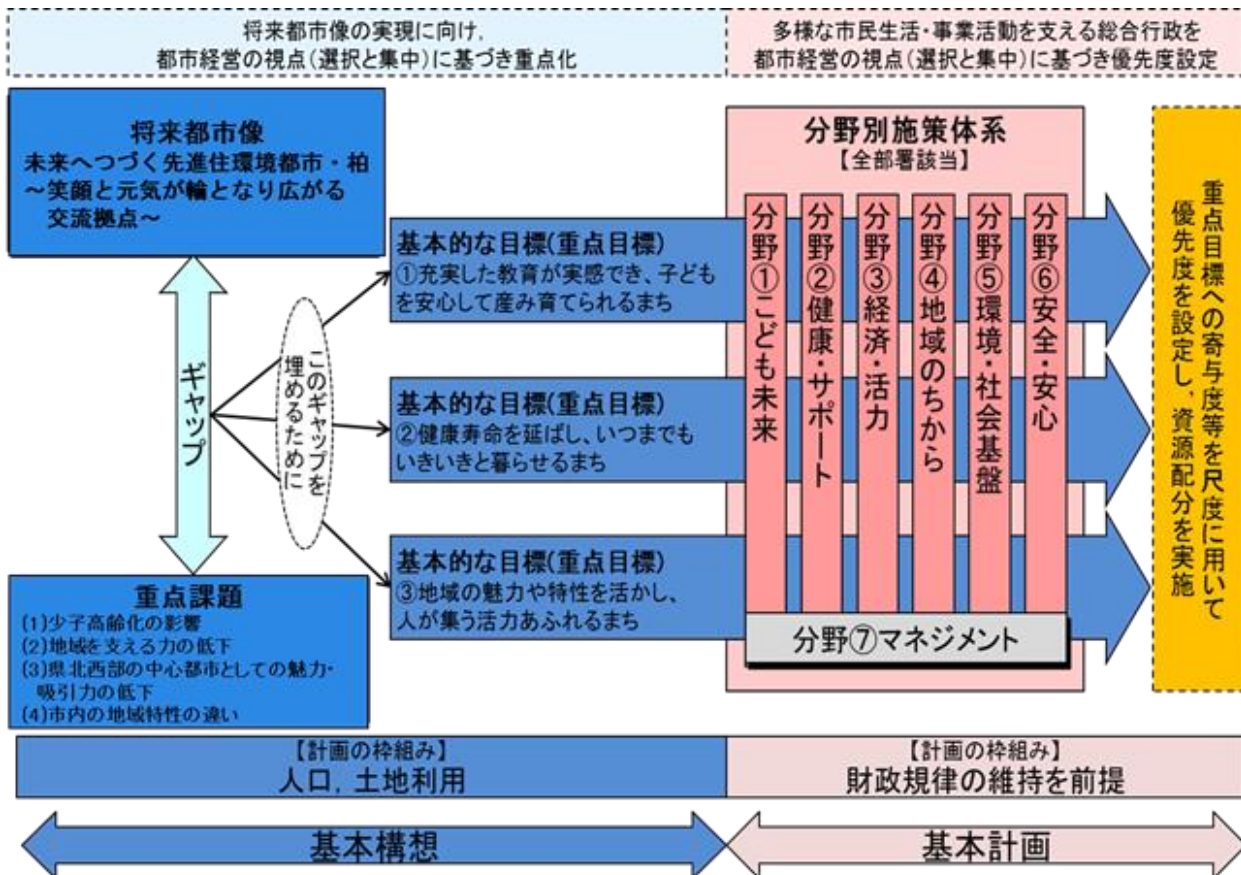 将来都市像の実現に向け,
都市経営の視点(選択と集中)に基づき重点化
多様な市民生活・事業活動を支える総合行政を
都市経営の視点(選択と集中)に基づき優先度設定
将来都市像
未来へつづく先進住環境都市・柏
～笑顔と元気が輪となり広がる
交流拠点～
ギャップ
重点課題
(1)少子高齢化の影響
(2)地域を支える力の低下
(3)県北西部の中心都市としての魅力・
吸引力の低下
(4)市内の地域特性の違い
このギャップを
埋めるために
基本的な目標(重点目標)
①充実した教育が実感でき、子ども
を安心して産み育てられるまち
基本的な目標(重点目標)
②健康寿命を延ばし、いつまでも
いきいきと暮らせるまち
基本的な目標(重点目標)
③地域の魅力や特性を活かし、
人が集う活力あふれるまち
分野別施策体系
【全部署該当】
分野①こども未来
分野②健康・サポート
分野③経済・活力
分野④地域のちから
分野⑤環境・社会基盤
分野⑥安全・安心
分野⑦マネジメント
重点目標への寄与度等を尺度に用いて
優先度を設定し、資源配分を実施
【計画の枠組み】
人口, 土地利用
【計画の枠組み】
財政規律の維持を前提
基本構想
基本計画